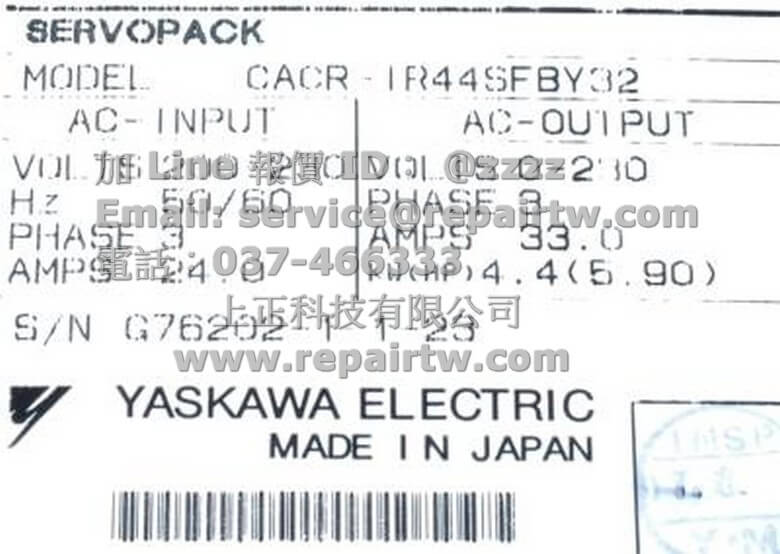 SERVOPACK
MODEL CACR-IR44SFBY32
AC-INPUT AC-OUTPUT
VOLTS 200 VOLTS 0-230
加 Line 報價 ID : @zzzz
Hz 50/60 PHASE 3
Email: service@repairtw.com
PHASE 3 AMPS 33.0
電話 : 037-466333
AMPS 24.0 KW(HP) 4.4(5.90)
上正科技有限公司
S/N G76202-1 1 23
www.repairtw.com
YASKAWA ELECTRIC
MADE IN JAPAN
INSP